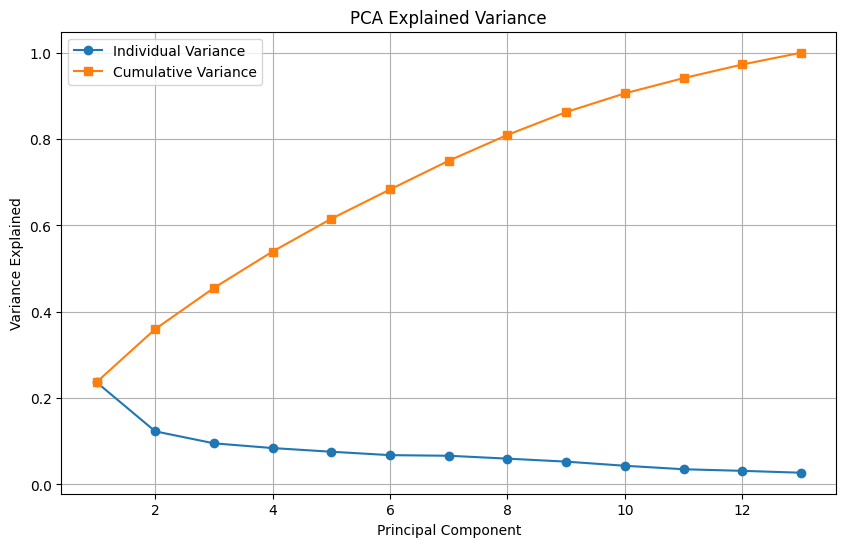 PCA Explained Variance
Individual Variance
Cumulative Variance
1.0
0.8
0.6
0.4
0.2
0.0
Variance Explained
2 4 6 8 10 12
Principal Component